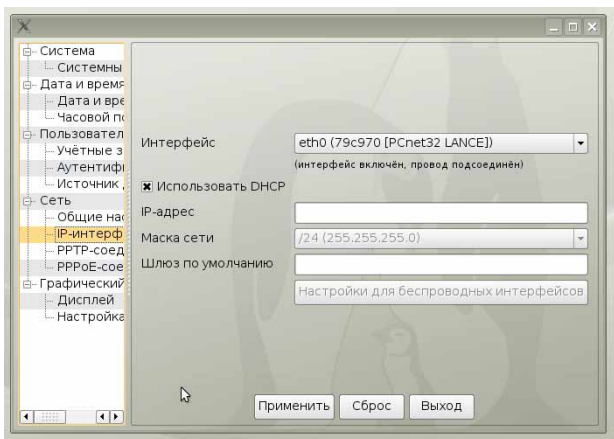 Система
Системны
Дата и время
Дата и вре
Часовой по
Пользовател
Учётные з
Аутентифи
Источник
Сеть
Общие нас
IP-интерф
PPTP-соед
PPPoE-сое
Графический
Дисплей
Настройка
Интерфейс
eth0 (79c970 [PCnet32 LANCE])
(интерфейс включён, провод подсоединён)
Использовать DHCP
IP-адрес
Маска сети
/24 (255.255.255.0)
Шлюз по умолчанию
Настройки для беспроводных интерфейсов
Применить
Сброс
Выход